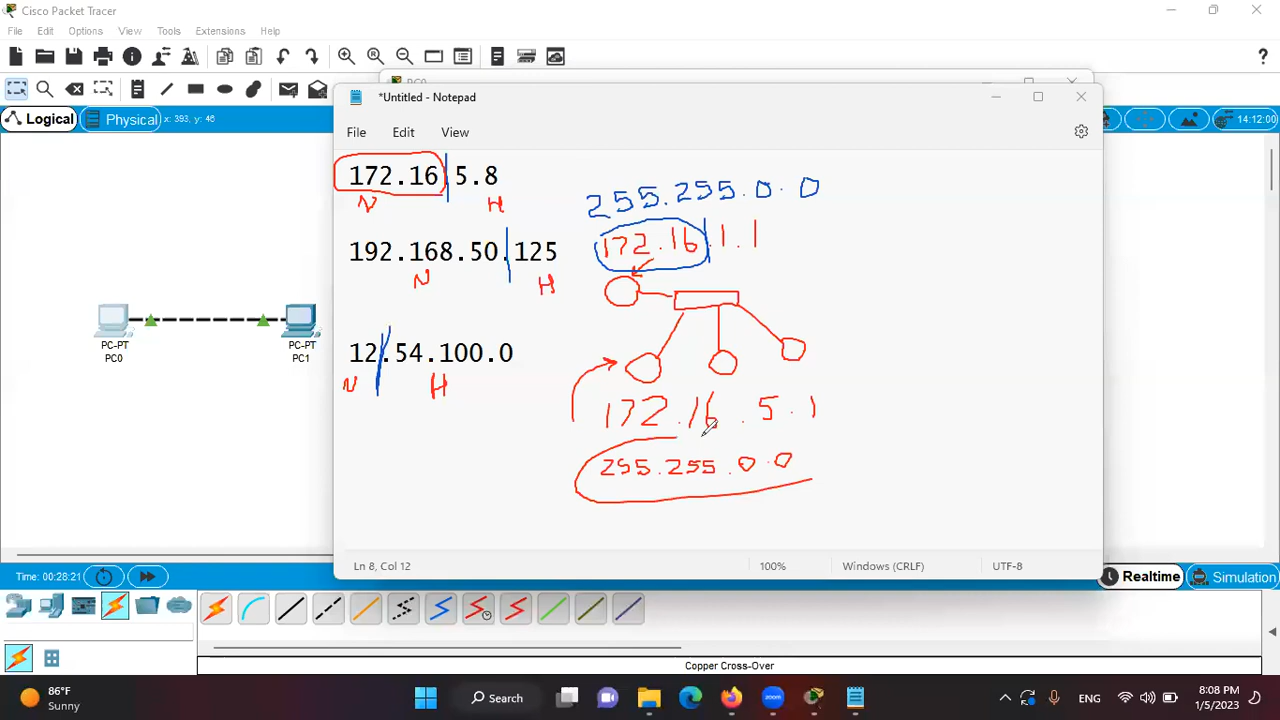 Cisco Packet Tracer
File Edit Options View Tools Extensions Help
?
PC0
Logical Physical x: 393, y: 46
14:12:00
*Untitled - Notepad
File Edit View
172.16.5.8
N H
192.168.50.125
N H
12.54.100.0
N H
255.255.0.0
172.16.1.1
172.16.5.1
255.255.0.0
PC-PT
PC0
PC-PT
PC1
Ln 8, Col 12 100% Windows (CRLF) UTF-8
Time: 00:28:21 Realtime Simulation
Copper Cross-Over
86°F
Sunny
Search
zoom
ENG
8:08 PM
1/5/2023